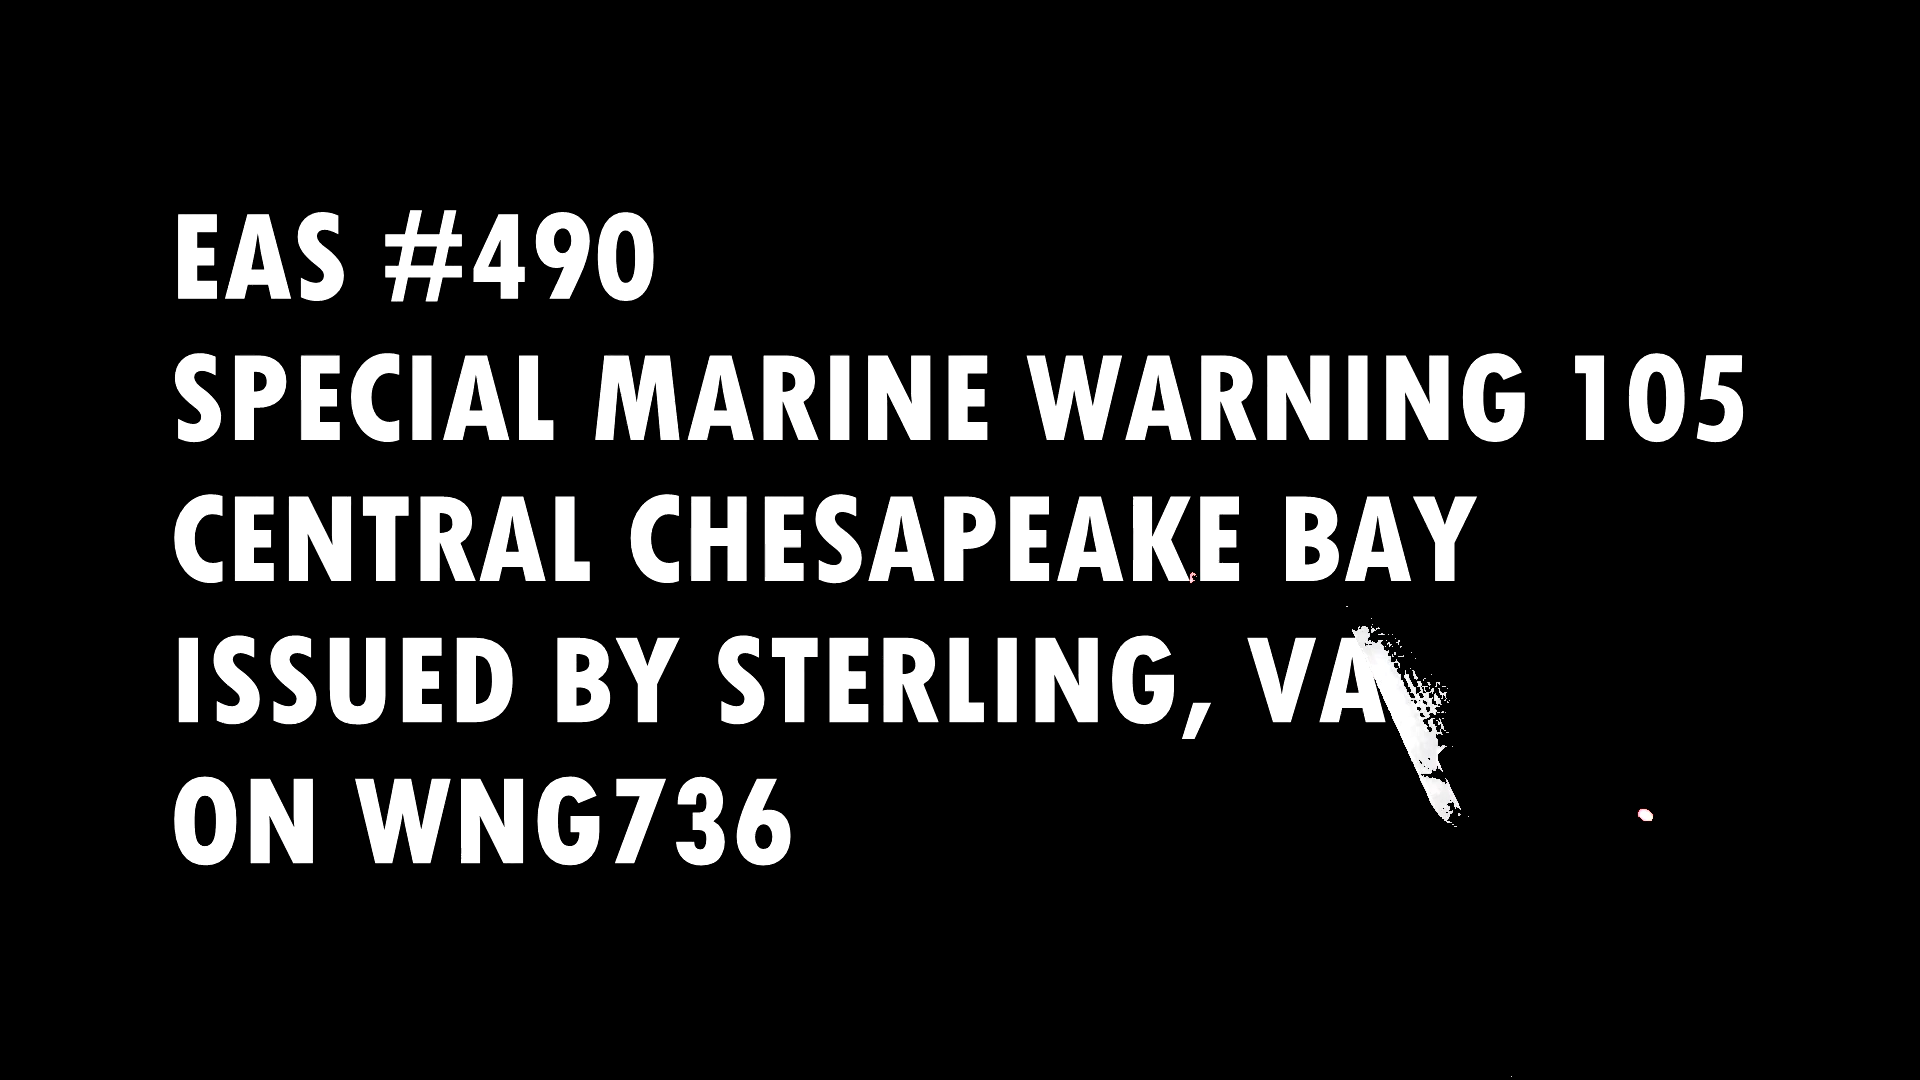 EAS #490
SPECIAL MARINE WARNING 105
CENTRAL CHESAPEAKE BAY
ISSUED BY STERLING, VA
ON WNG736